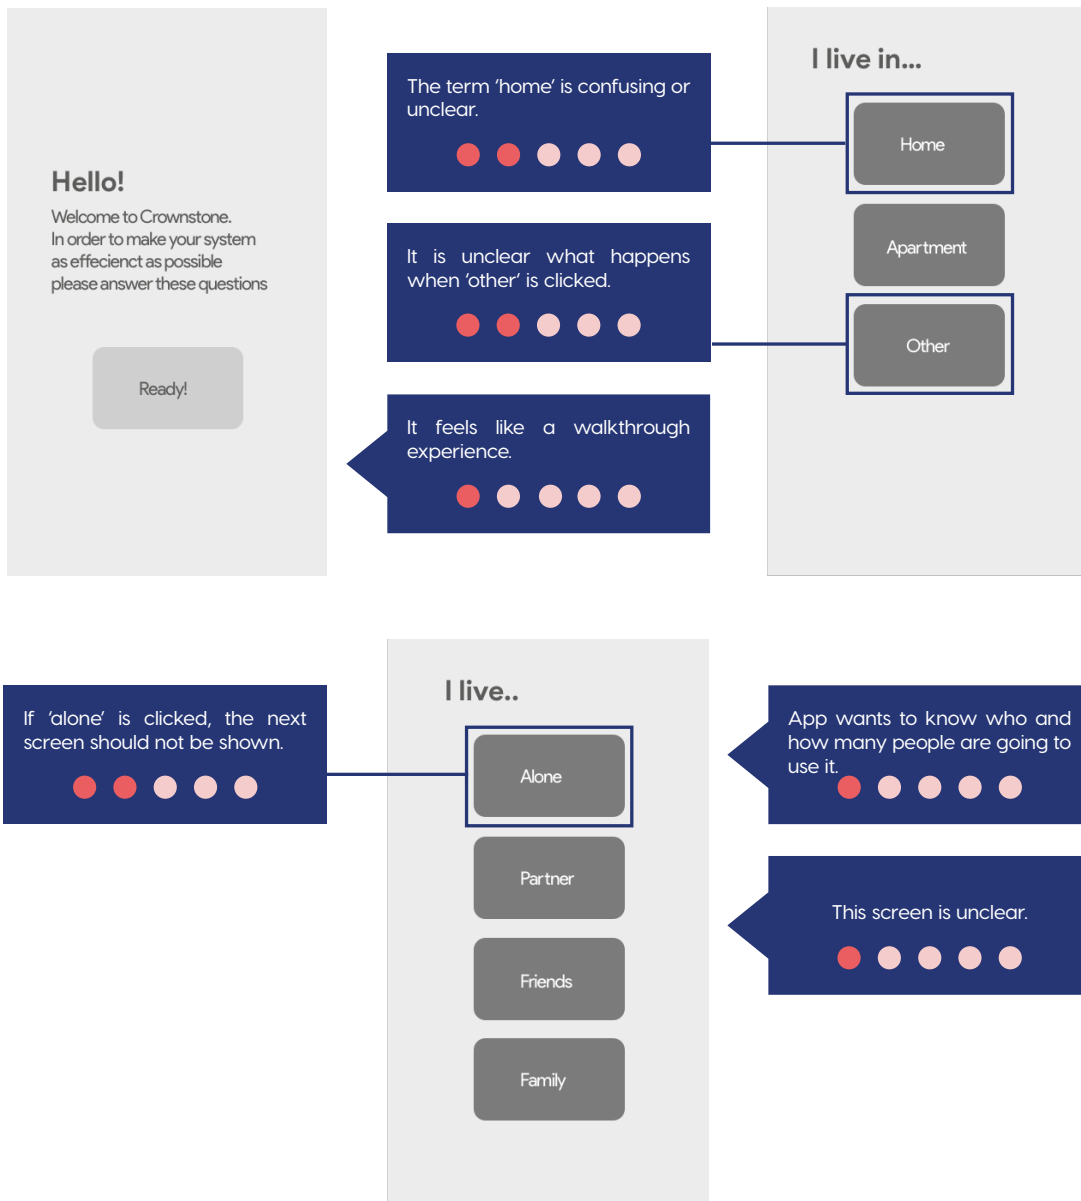 Hello!
Welcome to Crownstone.
In order to make your system
as effecienct as possible
please answer these questions
Ready!
The term ‘home’ is confusing or
unclear.
It is unclear what happens
when ‘other’ is clicked.
It feels like a walkthrough
experience.
I live in...
Home
Apartment
Other
If ‘alone’ is clicked, the next
screen should not be shown.
I live..
Alone
Partner
Friends
Family
App wants to know who and
how many people are going to
use it.
This screen is unclear.